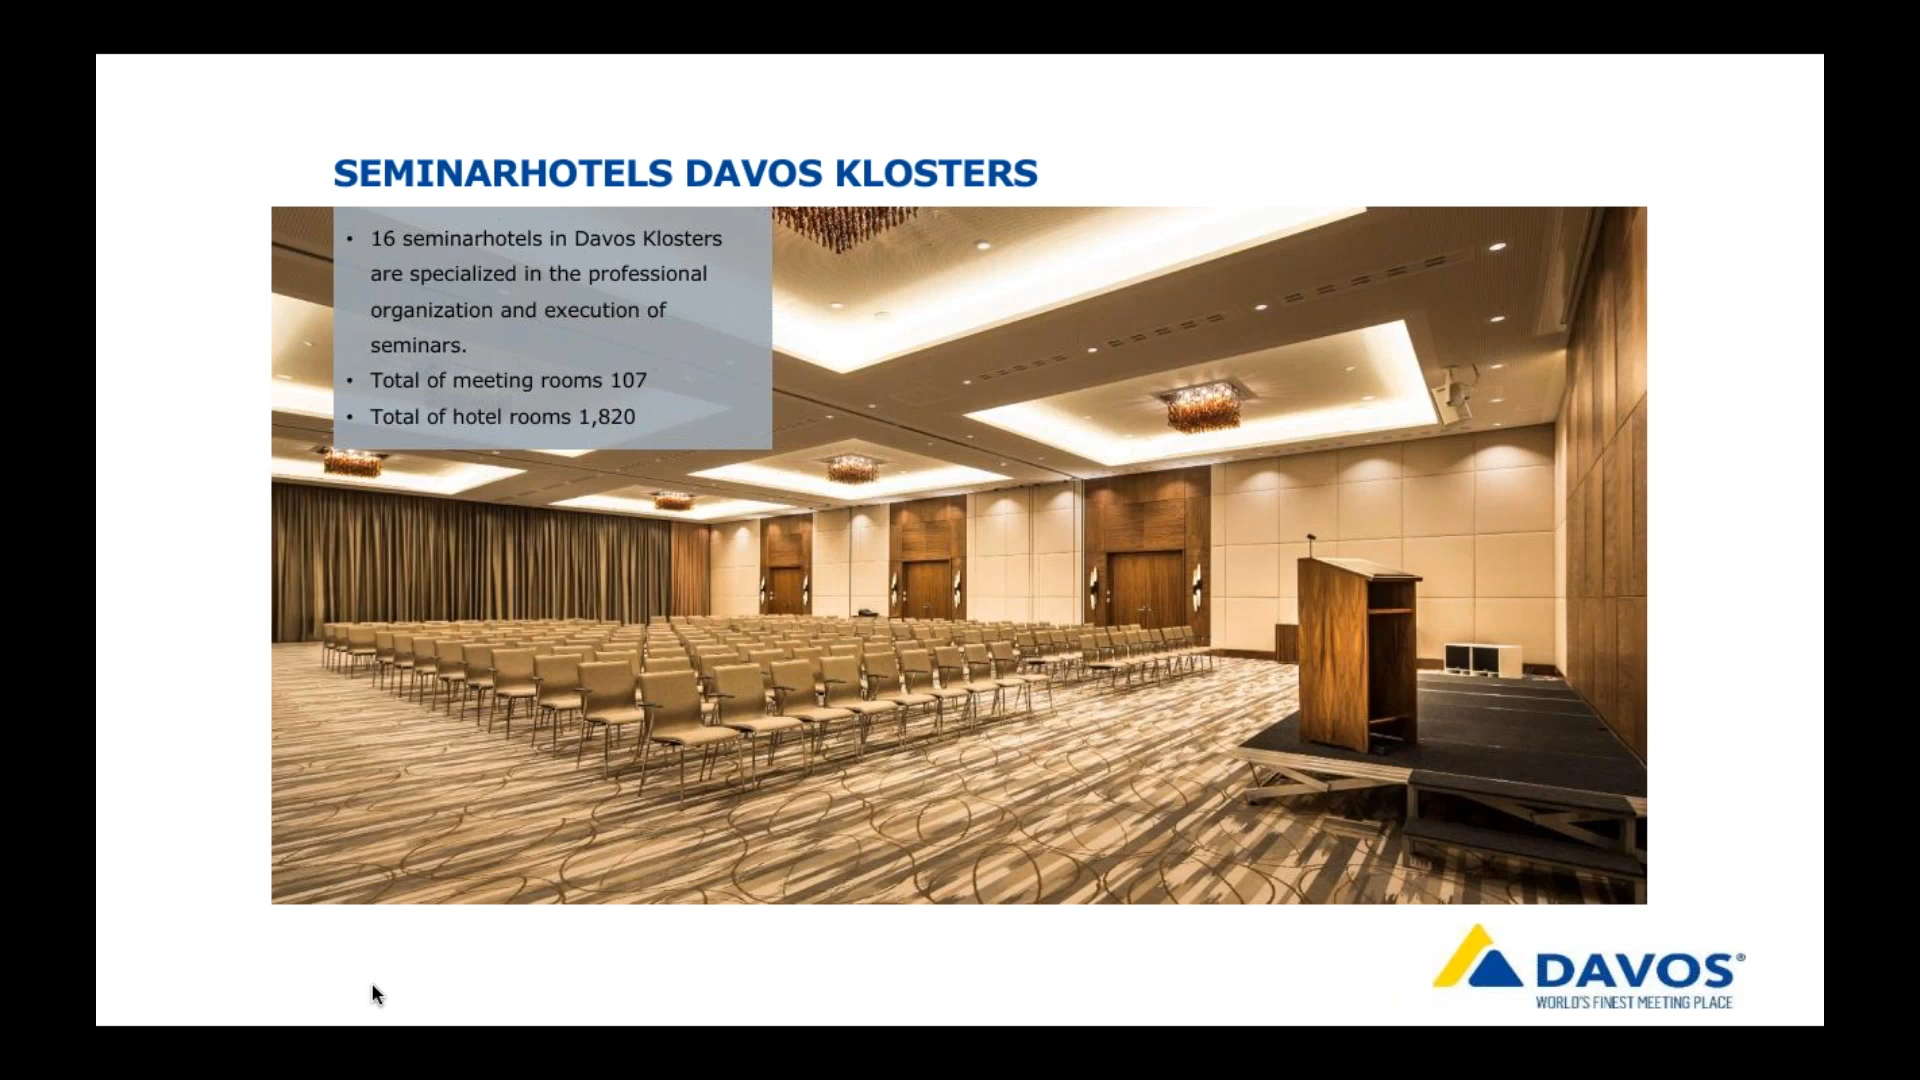 SEMINARHOTELS DAVOS KLOSTERS
• 16 seminarhotels in Davos Klosters
are specialized in the professional
organization and execution of
seminars.
• Total of meeting rooms 107
• Total of hotel rooms 1,820
DAVOS®
WORLD'S FINEST MEETING PLACE